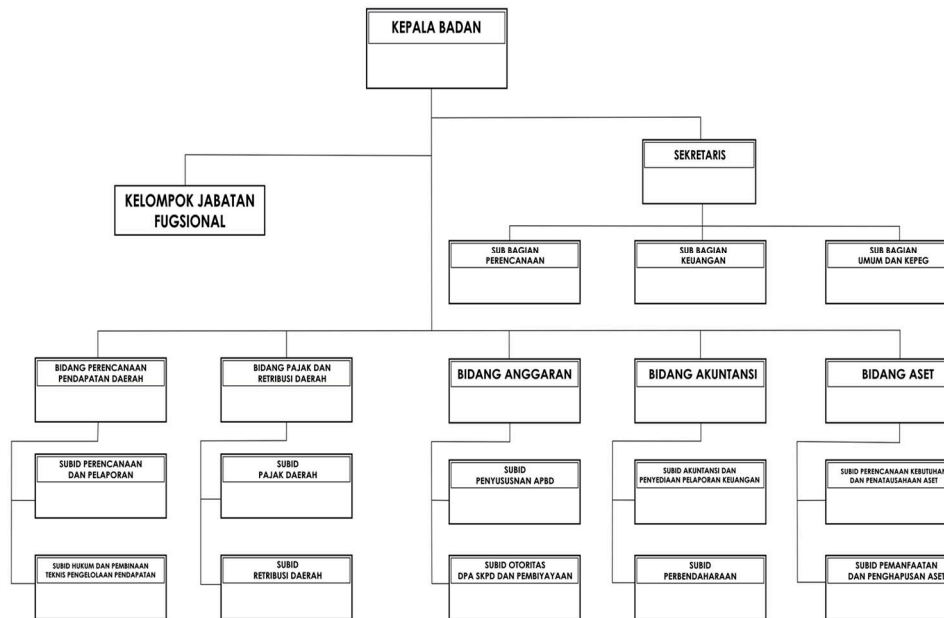 KEPALA BADAN
SEKRETARIS
KELOMPOK JABATAN
FUGSIONAL
SUB BAGIAN
PERENCANAAN
SUB BAGIAN
KEUANGAN
SUB BAGIAN
UMUM DAN KEPEG
BIDANG PERENCANAAN
PENDAPATAN DAERAH
BIDANG PAJAK DAN
RETRIBUSI DAERAH
BIDANG ANGGARAN
BIDANG AKUNTANSI
BIDANG ASET
SUBID PERENCANAAN
DAN PELAPORAN
SUBID
PAJAK DAERAH
SUBID
PENYUSUSNAN APBD
SUBID AKUNTANSI DAN
PENYEDIAAN PELAPORAN KEUANGAN
SUBID PERENCANAAN KEBUTUHAN
DAN PENATAUSAHAAN ASET
SUBID HUKUM DAN PEMBINAAN
TEKNIS PENGELOLAAN PENDAPATAN
SUBID
RETRIBUSI DAERAH
SUBID OTORITAS
DPA SKPD DAN PEMBIYAYAAN
SUBID
PERBENDAHARAAN
SUBID PEMANFAATAN
DAN PENGHAPUSAN ASET